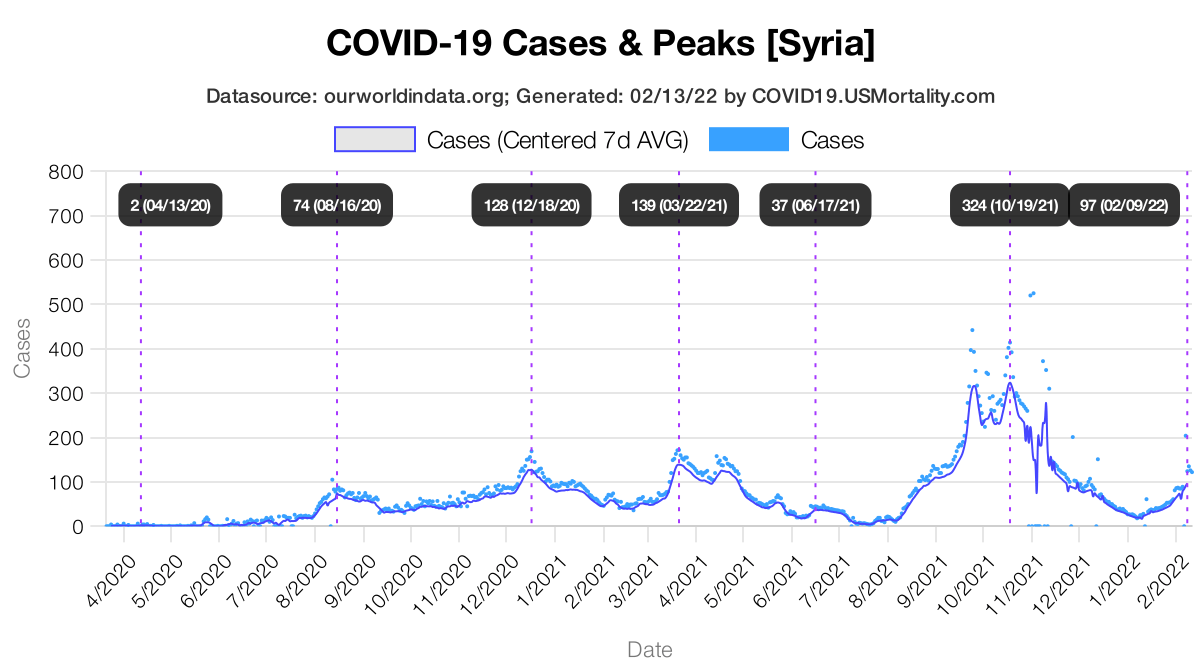 COVID-19 Cases & Peaks [Syria]
Datasource: ourworldindata.org; Generated: 02/13/22 by COVID19.USMortality.com
Cases (Centered 7d AVG) Cases
800
2 (04/13/20) 74 (08/16/20) 128 (12/18/20) 139 (03/22/21) 37 (06/17/21) 324 (10/19/21) 97 (02/09/22)
700
600
500
400
300
200
100
0
Cases
4/2020 5/2020 6/2020 7/2020 8/2020 9/2020 10/2020 11/2020 12/2020 1/2021 2/2021 3/2021 4/2021 5/2021 6/2021 7/2021 8/2021 9/2021 10/2021 11/2021 12/2021 1/2022 2/2022
Date